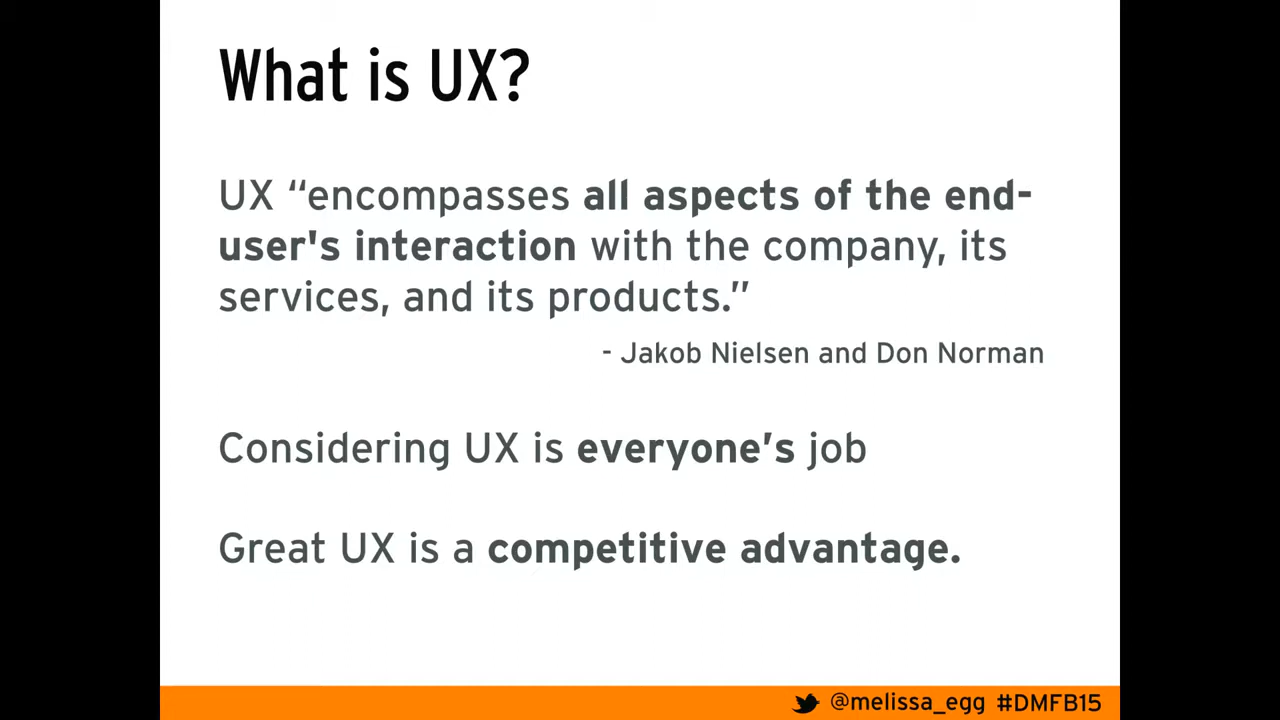 What is UX?
UX “encompasses all aspects of the end-
user's interaction with the company, its
services, and its products.”
- Jakob Nielsen and Don Norman
Considering UX is everyone’s job
Great UX is a competitive advantage.
@melissa_egg #DMFB15